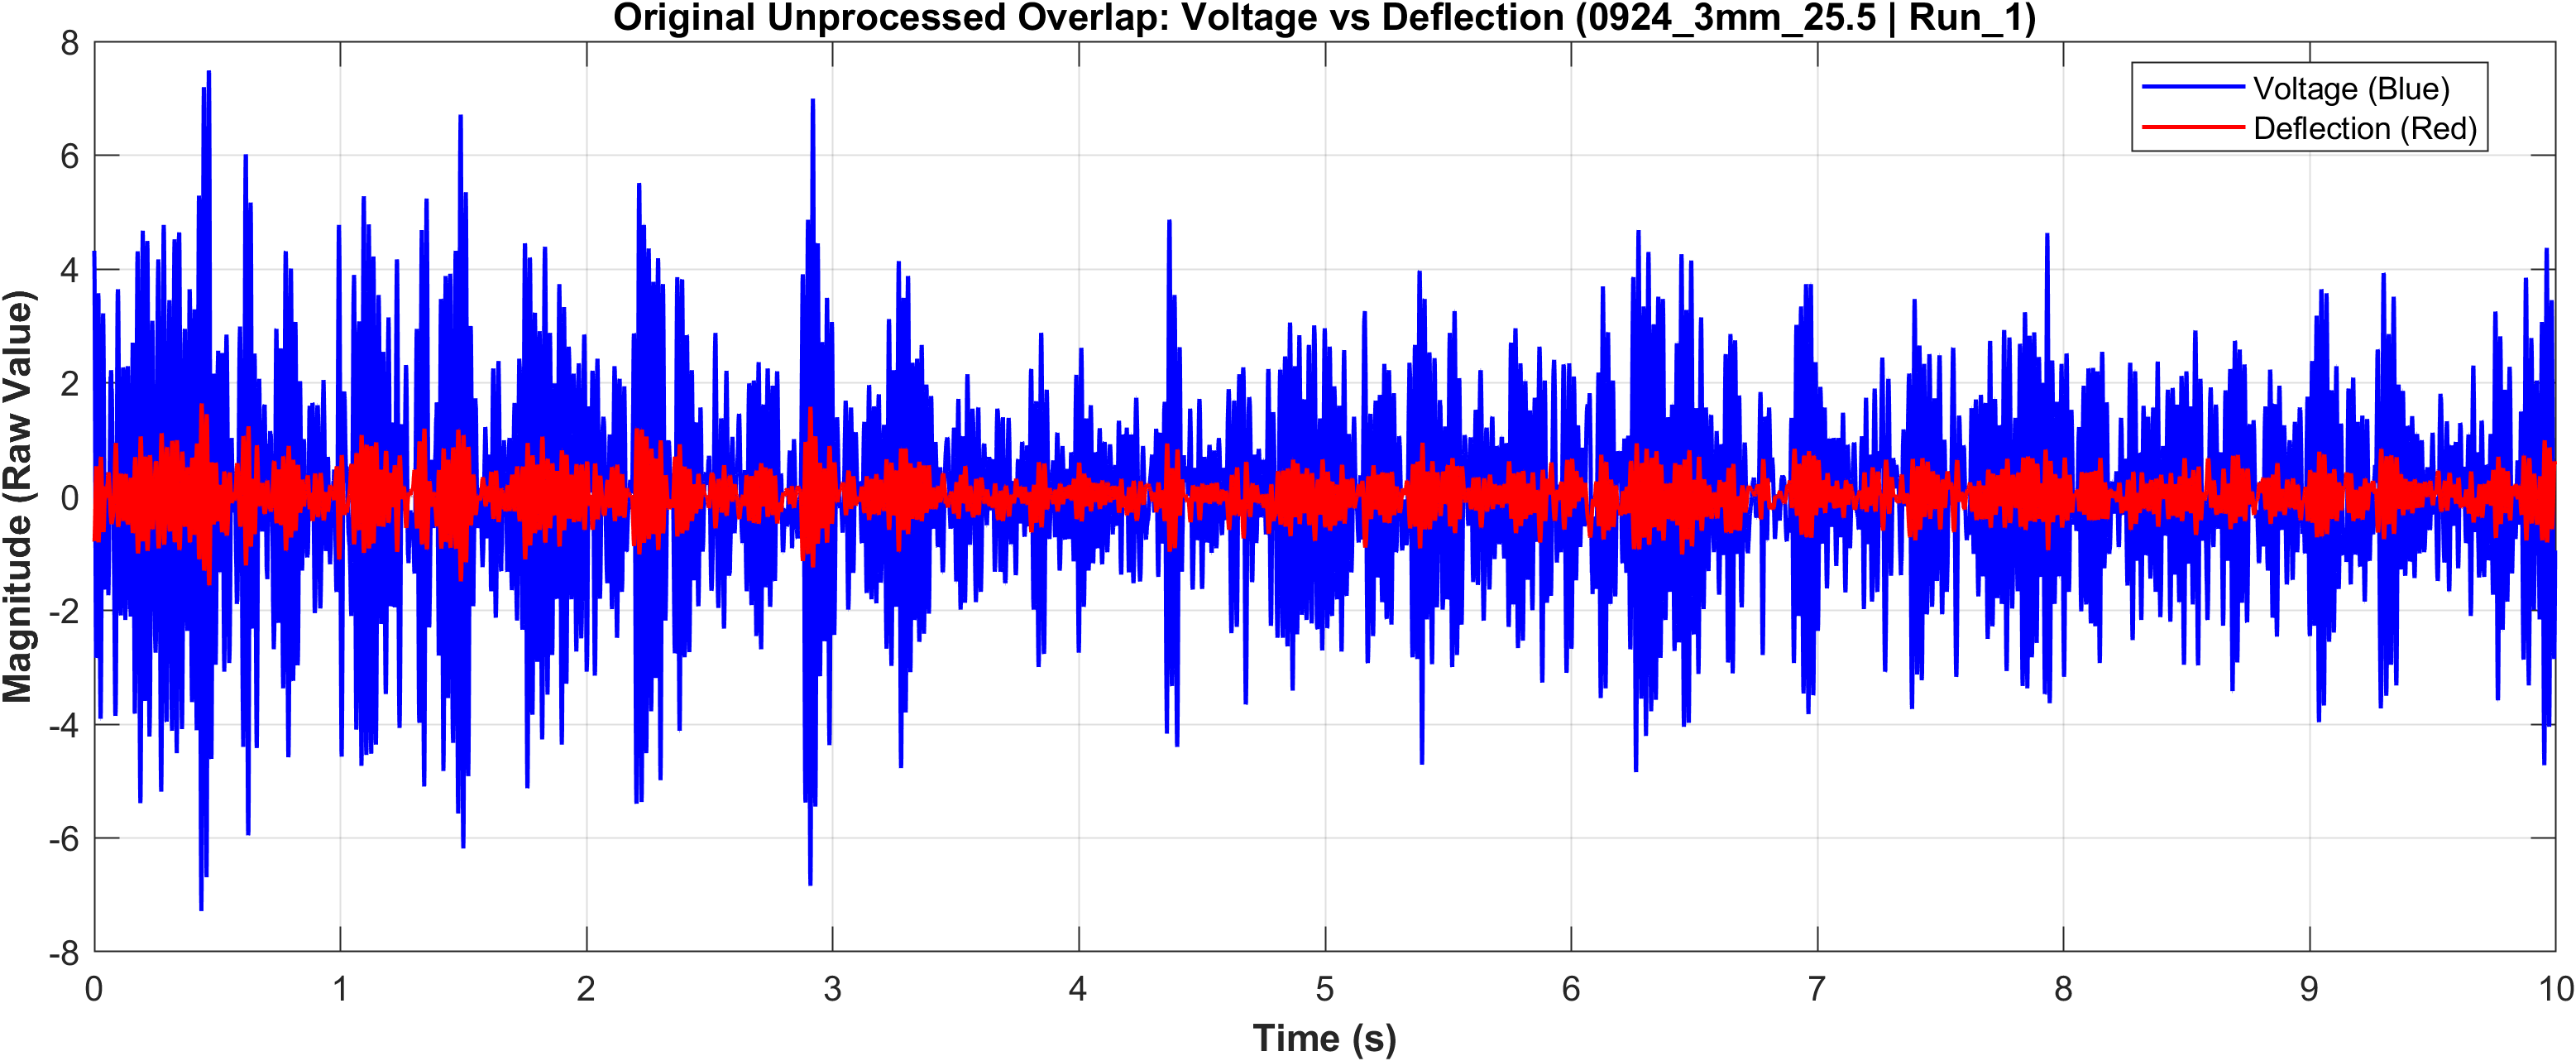 Original Unprocessed Overlap: Voltage vs Deflection (0924_3mm_25.5 | Run_1)
Voltage (Blue)
Deflection (Red)
Magnitude (Raw Value)
8
6
4
2
0
-2
-4
-6
-8
0 1 2 3 4 5 6 7 8 9 10
Time (s)